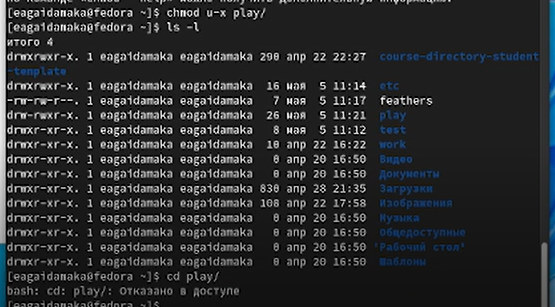 [eagaidamaka@fedora ~]$ chmod u-x play/
[eagaidamaka@fedora ~]$ ls -l
итого 4
drwxrwxr-x. 1 eagaidamaka eagaidamaka 290 апр 22 22:27 course-directory-student
-template
drwxrwxr-x. 1 eagaidamaka eagaidamaka 16 мая 5 11:14 etc
-rw-rw-r--. 1 eagaidamaka eagaidamaka 7 мая 5 11:17 feathers
drw-rwxr-x. 1 eagaidamaka eagaidamaka 26 мая 5 11:21 play
drwxr-xr-x. 1 eagaidamaka eagaidamaka 8 мая 5 11:12 test
drwxr-xr-x. 1 eagaidamaka eagaidamaka 10 апр 22 16:22 work
drwxr-xr-x. 1 eagaidamaka eagaidamaka 0 апр 20 16:50 Видео
drwxr-xr-x. 1 eagaidamaka eagaidamaka 0 апр 20 16:50 Документы
drwxr-xr-x. 1 eagaidamaka eagaidamaka 830 апр 28 21:35 Загрузки
drwxr-xr-x. 1 eagaidamaka eagaidamaka 108 апр 22 17:58 Изображения
drwxr-xr-x. 1 eagaidamaka eagaidamaka 0 апр 20 16:50 Музыка
drwxr-xr-x. 1 eagaidamaka eagaidamaka 0 апр 20 16:50 Общедоступные
drwxr-xr-x. 1 eagaidamaka eagaidamaka 0 апр 20 16:50 'Рабочий стол'
drwxr-xr-x. 1 eagaidamaka eagaidamaka 0 апр 20 16:50 Шаблоны
[eagaidamaka@fedora ~]$ cd play/
bash: cd: play/: Отказано в доступе